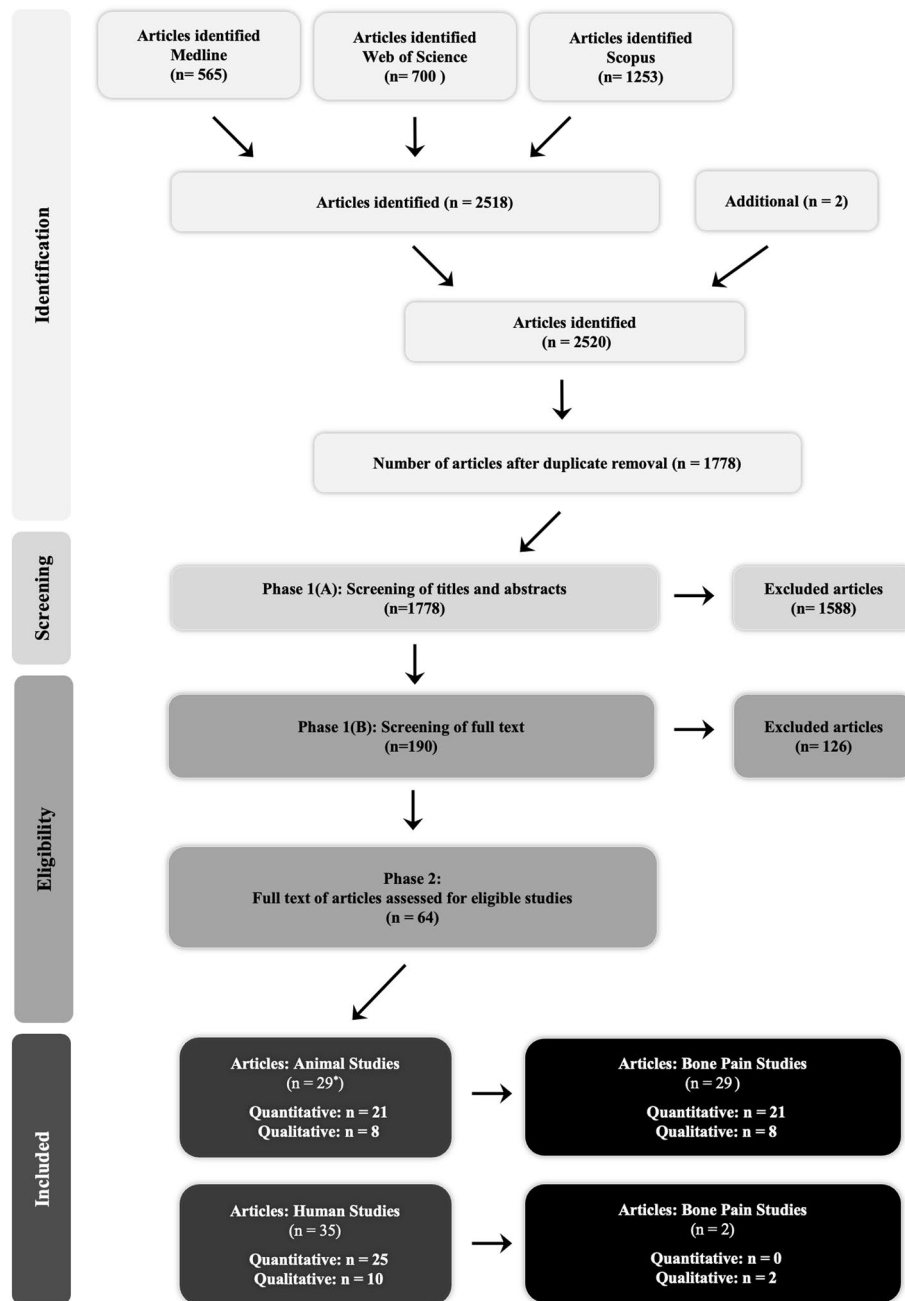 Identification
Articles identified
Medline
(n= 565)
Articles identified
Web of Science
(n= 700 )
Articles identified
Scopus
(n= 1253)
Articles identified (n = 2518)
Additional (n = 2)
Articles identified
(n = 2520)
Number of articles after duplicate removal (n = 1778)
Screening
Phase 1(A): Screening of titles and abstracts
(n=1778)
Excluded articles
(n= 1588)
Eligibility
Phase 1(B): Screening of full text
(n=190)
Excluded articles
(n= 126)
Phase 2:
Full text of articles assessed for eligible studies
(n = 64)
Included
Articles: Animal Studies
(n = 29*)
Quantitative: n = 21
Qualitative: n = 8
Articles: Bone Pain Studies
(n = 29 )
Quantitative: n = 21
Qualitative: n = 8
Articles: Human Studies
(n = 35)
Quantitative: n = 25
Qualitative: n = 10
Articles: Bone Pain Studies
(n = 2)
Quantitative: n = 0
Qualitative: n = 2